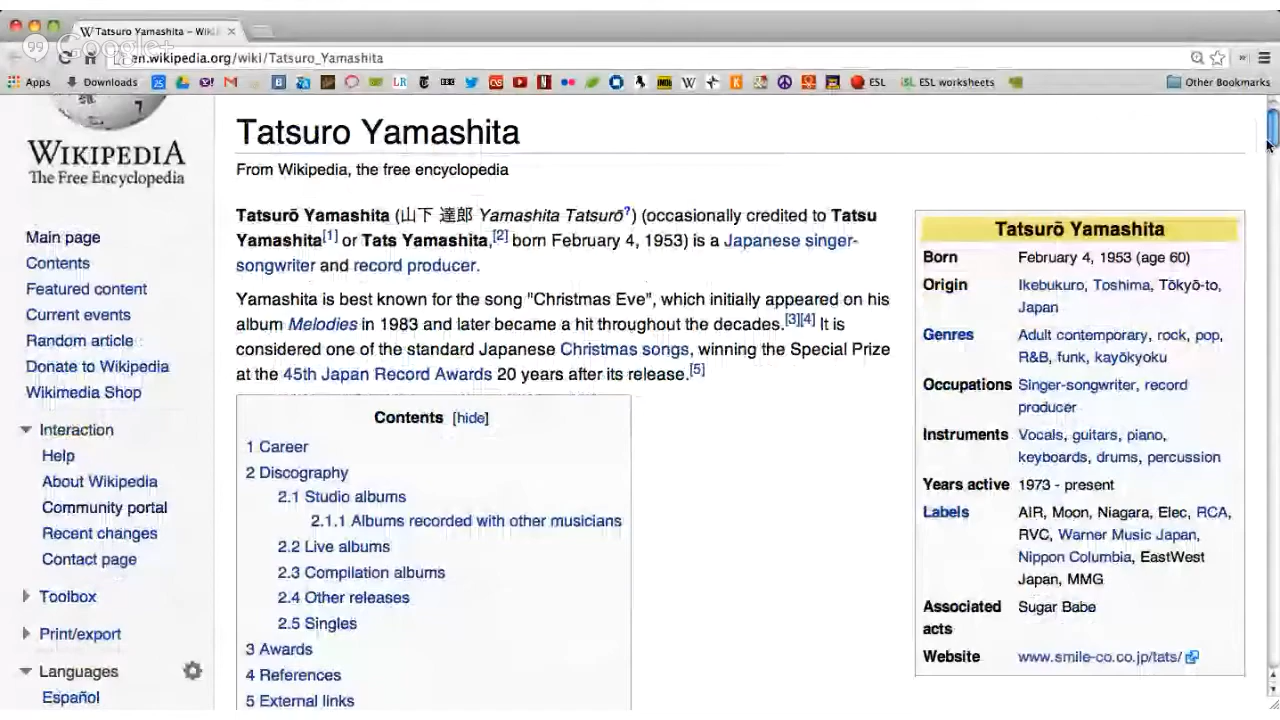 Tatsuro Yamashita – Wiki
Google+
en.wikipedia.org/wiki/Tatsuro_Yamashita
Apps Downloads ESL ESL worksheets Other Bookmarks
WIKIPEDIA
The Free Encyclopedia
Main page
Contents
Featured content
Current events
Random article
Donate to Wikipedia
Wikimedia Shop
Interaction
Help
About Wikipedia
Community portal
Recent changes
Contact page
Toolbox
Print/export
Languages
Español
Tatsuro Yamashita
From Wikipedia, the free encyclopedia
Tatsurō Yamashita (山下 達郎 Yamashita Tatsurō?) (occasionally credited to Tatsu
Yamashita[1] or Tats Yamashita,[2] born February 4, 1953) is a Japanese singer-
songwriter and record producer.
Yamashita is best known for the song "Christmas Eve", which initially appeared on his
album Melodies in 1983 and later became a hit throughout the decades.[3][4] It is
considered one of the standard Japanese Christmas songs, winning the Special Prize
at the 45th Japan Record Awards 20 years after its release.[5]
Contents [hide]
1 Career
2 Discography
2.1 Studio albums
2.1.1 Albums recorded with other musicians
2.2 Live albums
2.3 Compilation albums
2.4 Other releases
2.5 Singles
3 Awards
4 References
5 External links
Tatsurō Yamashita
Born February 4, 1953 (age 60)
Origin Ikebukuro, Toshima, Tōkyō-to,
Japan
Genres Adult contemporary, rock, pop,
R&B, funk, kayōkyoku
Occupations Singer-songwriter, record
producer
Instruments Vocals, guitars, piano,
keyboards, drums, percussion
Years active 1973 - present
Labels AIR, Moon, Niagara, Elec, RCA,
RVC, Warner Music Japan,
Nippon Columbia, EastWest
Japan, MMG
Associated Sugar Babe
acts
Website www.smile-co.co.jp/tats/